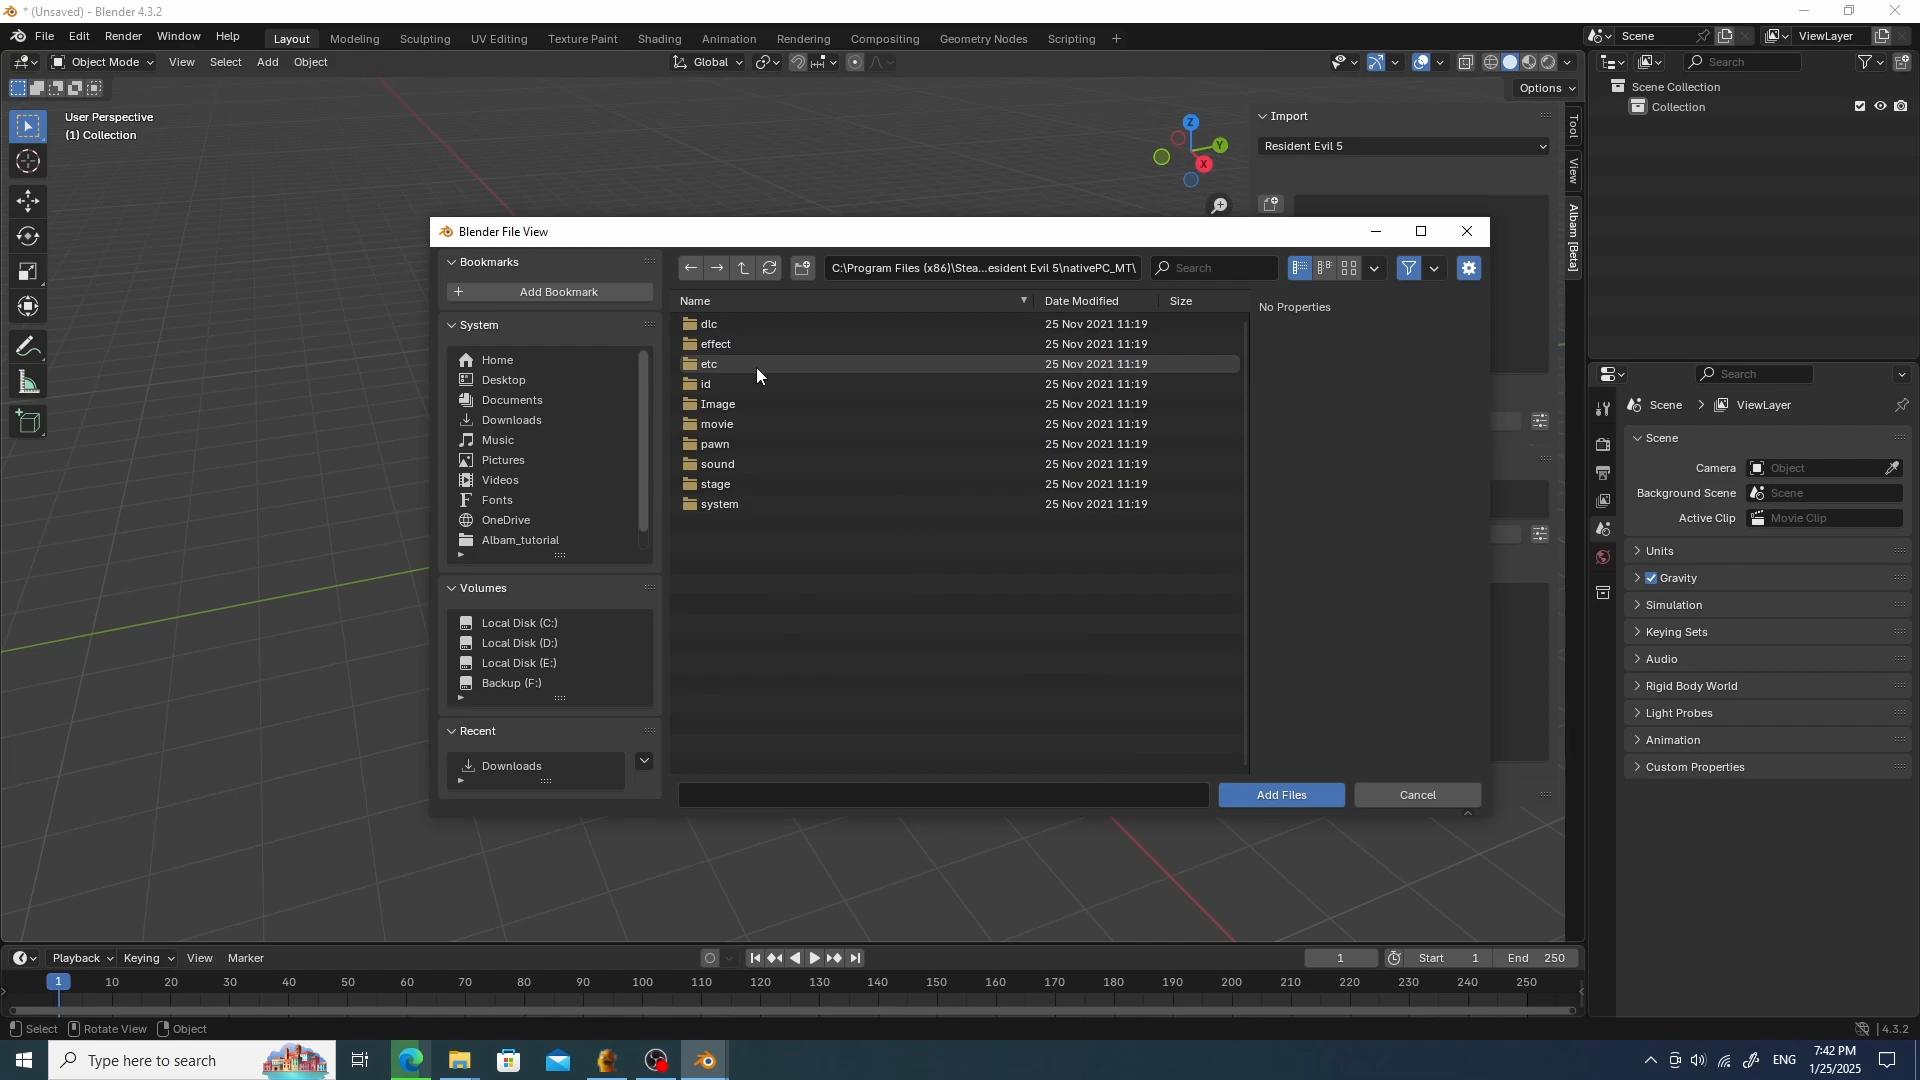 * (Unsaved) - Blender 4.3.2
File Edit Render Window Help Layout Modeling Sculpting UV Editing Texture Paint Shading Animation Rendering Compositing Geometry Nodes Scripting + Scene ViewLayer
Object Mode View Select Add Object Global Search
Options
Scene Collection
Collection
User Perspective
(1) Collection
Import
Resident Evil 5
Tool
View
Albam [Beta]
Z
Y
X
Blender File View
Bookmarks
Add Bookmark
System
Home
Desktop
Documents
Downloads
Music
Pictures
Videos
Fonts
OneDrive
Albam_tutorial
Volumes
Local Disk (C:)
Local Disk (D:)
Local Disk (E:)
Backup (F:)
Recent
Downloads
C:\Program Files (x86)\Stea...esident Evil 5\nativePC_MT\ Search
Name Date Modified Size
dlc 25 Nov 2021 11:19
effect 25 Nov 2021 11:19
etc 25 Nov 2021 11:19
id 25 Nov 2021 11:19
Image 25 Nov 2021 11:19
movie 25 Nov 2021 11:19
pawn 25 Nov 2021 11:19
sound 25 Nov 2021 11:19
stage 25 Nov 2021 11:19
system 25 Nov 2021 11:19
No Properties
Add Files Cancel
Search
Scene ViewLayer
Scene
Camera Object
Background Scene Scene
Active Clip Movie Clip
Units
Gravity
Simulation
Keying Sets
Audio
Rigid Body World
Light Probes
Animation
Custom Properties
Playback Keying View Marker 1 Start 1 End 250
1 10 20 30 40 50 60 70 80 90 100 110 120 130 140 150 160 170 180 190 200 210 220 230 240 250
Select Rotate View Object 4.3.2
Type here to search ENG 7:42 PM
1/25/2025